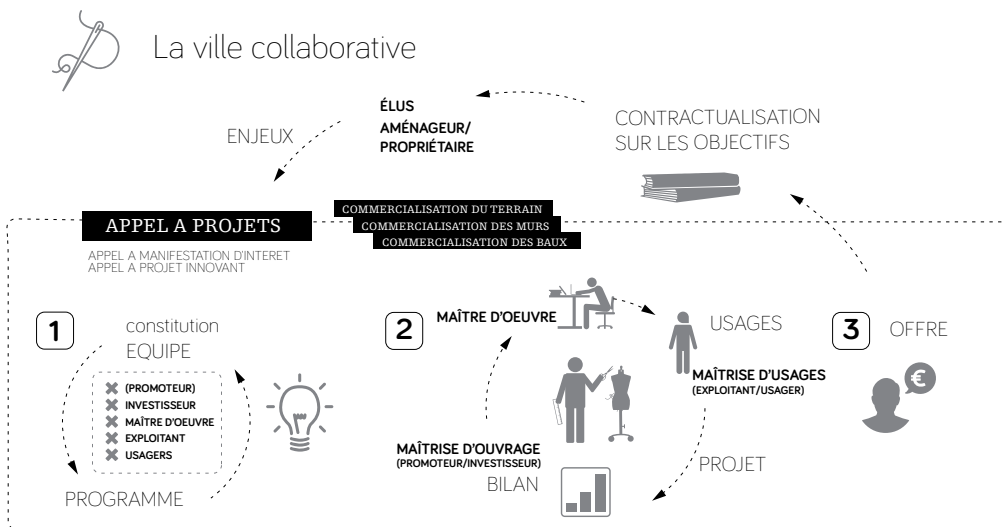 La ville collaborative
ÉLUS
AMÉNAGEUR/
PROPRIÉTAIRE
ENJEUX
CONTRACTUALISATION
SUR LES OBJECTIFS
APPEL A PROJETS
COMMERCIALISATION DU TERRAIN
COMMERCIALISATION DES MURS
COMMERCIALISATION DES BAUX
APPEL A MANIFESTATION D'INTERET
APPEL A PROJET INNOVANT
1
constitution
EQUIPE
(PROMOTEUR)
INVESTISSEUR
MAÎTRE D'OEUVRE
EXPLOITANT
USAGERS
PROGRAMME
2
MAÎTRE D'OEUVRE
USAGES
MAÎTRISE D'USAGES
(EXPLOITANT/USAGER)
MAÎTRISE D'OUVRAGE
(PROMOTEUR/INVESTISSEUR)
BILAN
PROJET
3
OFFRE
€